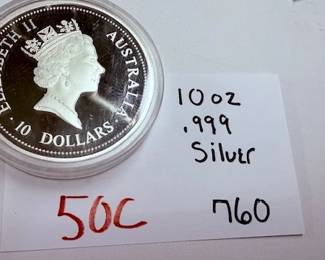 ELIZABETH II AUSTRALIA
· 10 DOLLARS ·
10 oz
.999
Silver
50C 760